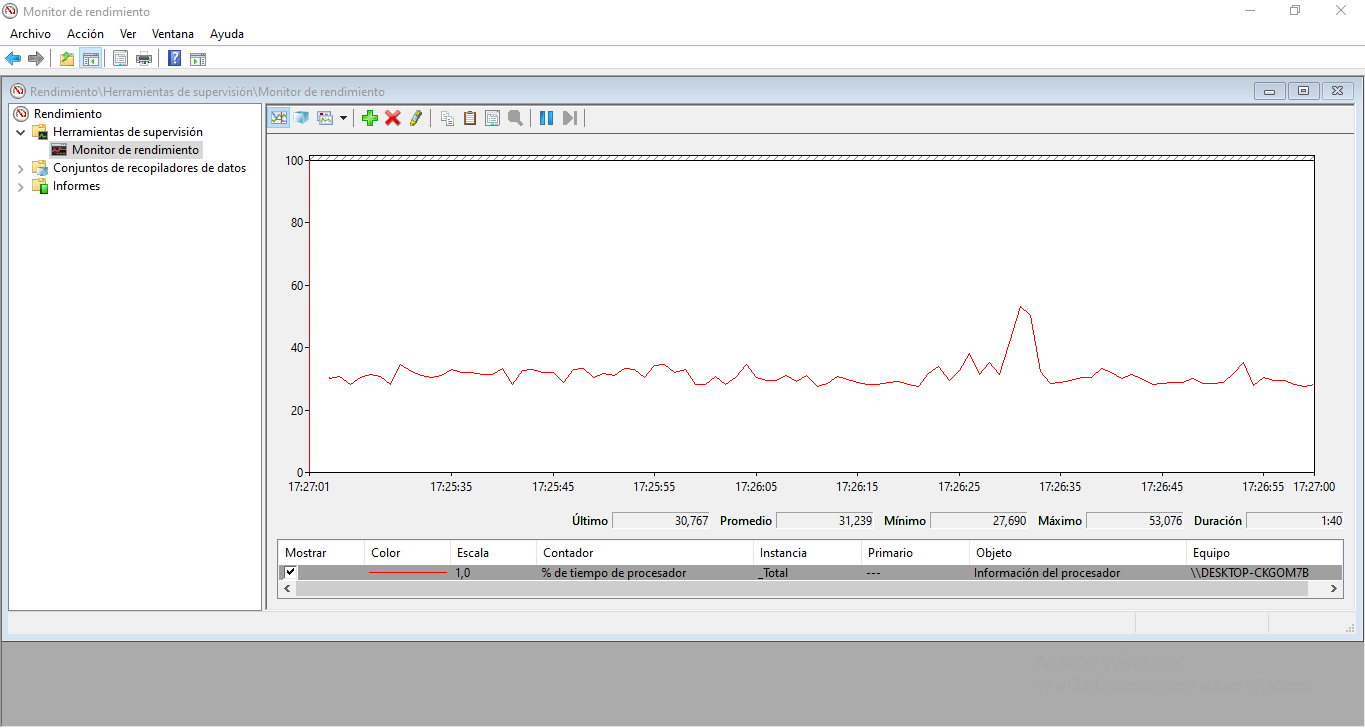 Monitor de rendimiento
Archivo Acción Ver Ventana Ayuda
Rendimiento\Herramientas de supervisión\Monitor de rendimiento
Rendimiento
Herramientas de supervisión
Monitor de rendimiento
Conjuntos de recopiladores de datos
Informes
100
80
60
40
20
0
17:27:01 17:25:35 17:25:45 17:25:55 17:26:05 17:26:15 17:26:25 17:26:35 17:26:45 17:26:55 17:27:00
Último 30,767 Promedio 31,239 Mínimo 27,690 Máximo 53,076 Duración 1:40
Mostrar Color Escala Contador Instancia Primario Objeto Equipo
1,0 % de tiempo de procesador _Total --- Información del procesador \\DESKTOP-CKGOM7B